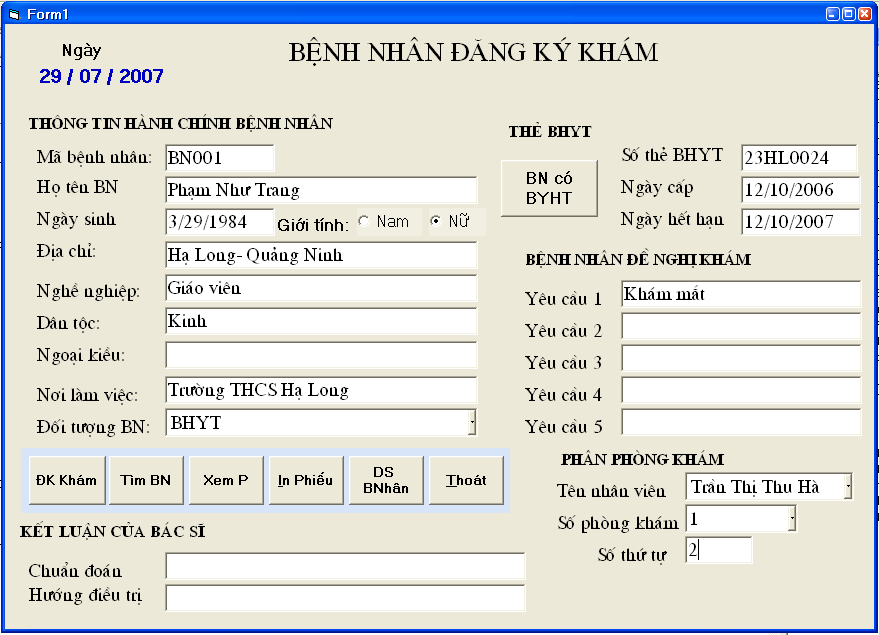 Form1
Ngày
29 / 07 / 2007
BỆNH NHÂN ĐĂNG KÝ KHÁM
THÔNG TIN HÀNH CHÍNH BỆNH NHÂN
Mã bệnh nhân: BN001
Họ tên BN Phạm Như Trang
Ngày sinh 3/29/1984 Giới tính: Nam Nữ
Địa chỉ: Hạ Long- Quảng Ninh
Nghề nghiệp: Giáo viên
Dân tộc: Kinh
Ngoại kiều:
Nơi làm việc: Trường THCS Hạ Long
Đối tượng BN: BHYT
THẺ BHYT
BN có
BYHT
Số thẻ BHYT 23HL0024
Ngày cấp 12/10/2006
Ngày hết hạn 12/10/2007
BỆNH NHÂN ĐỀ NGHỊ KHÁM
Yêu cầu 1 Khám mắt
Yêu cầu 2
Yêu cầu 3
Yêu cầu 4
Yêu cầu 5
ĐK Khám Tìm BN Xem P In Phiếu DS BNhân Thoát
PHÂN PHÒNG KHÁM
Tên nhân viên Trần Thị Thu Hà
Số phòng khám 1
Số thứ tự 2
KẾT LUẬN CỦA BÁC SĨ
Chuẩn đoán
Hướng điều trị